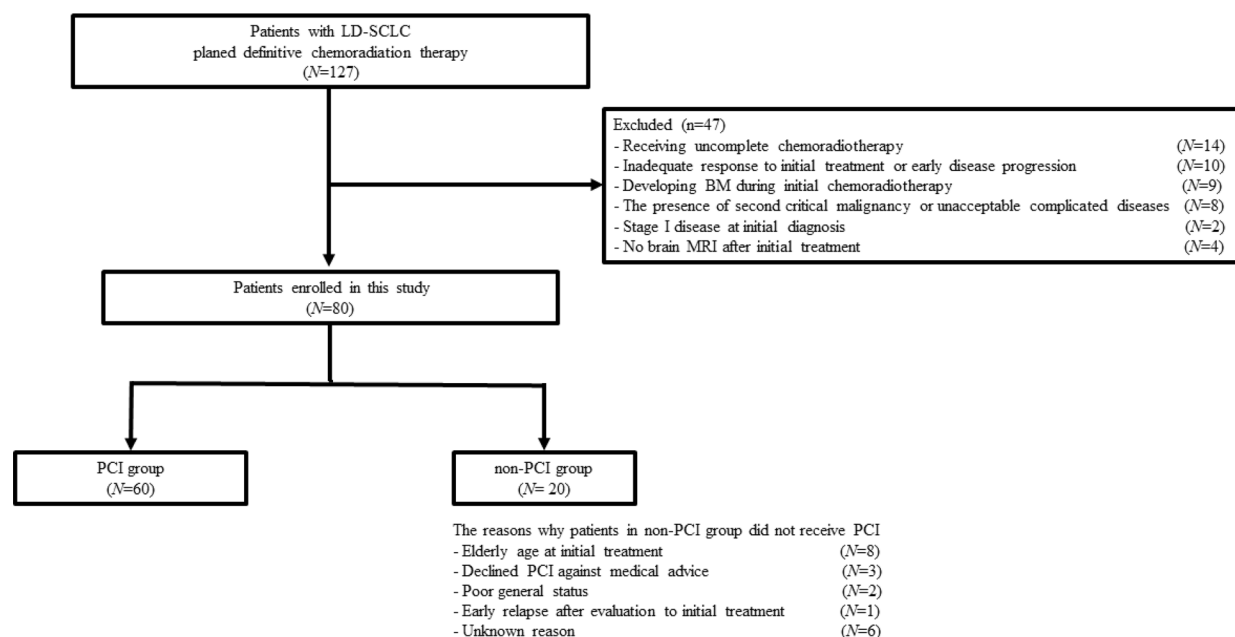 Patients with LD-SCLC
planed definitive chemoradiation therapy
(N=127)
Excluded (n=47)
- Receiving uncomplete chemoradiotherapy (N=14)
- Inadequate response to initial treatment or early disease progression (N=10)
- Developing BM during initial chemoradiotherapy (N=9)
- The presence of second critical malignancy or unacceptable complicated diseases (N=8)
- Stage I disease at initial diagnosis (N=2)
- No brain MRI after initial treatment (N=4)
Patients enrolled in this study
(N=80)
PCI group
(N=60)
non-PCI group
(N= 20)
The reasons why patients in non-PCI group did not receive PCI
- Elderly age at initial treatment (N=8)
- Declined PCI against medical advice (N=3)
- Poor general status (N=2)
- Early relapse after evaluation to initial treatment (N=1)
- Unknown reason (N=6)